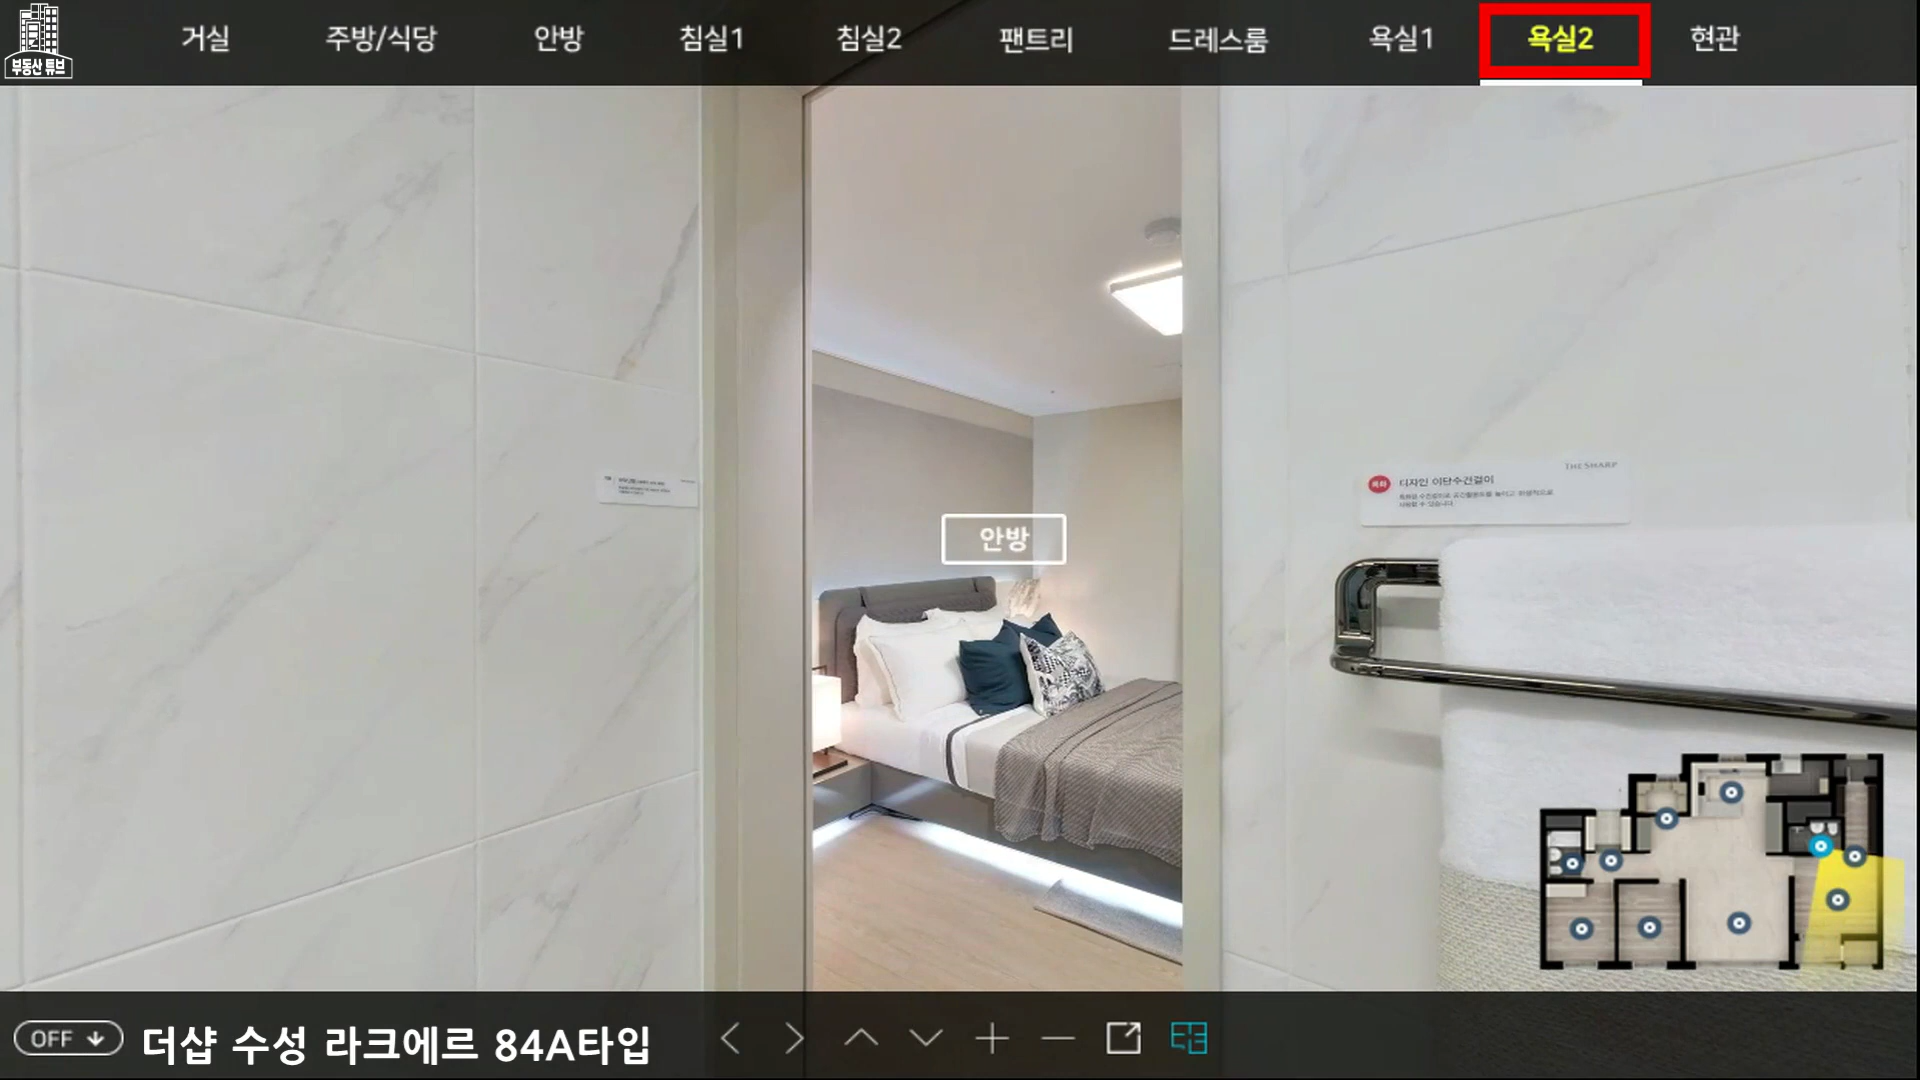 부동산 튜브
거실 주방/식당 안방 침실1 침실2 팬트리 드레스룸 욕실1 욕실2 현관
THE SHARP
특화 디자인 이단수건걸이
안방
OFF
더샵 수성 라크에르 84A타입